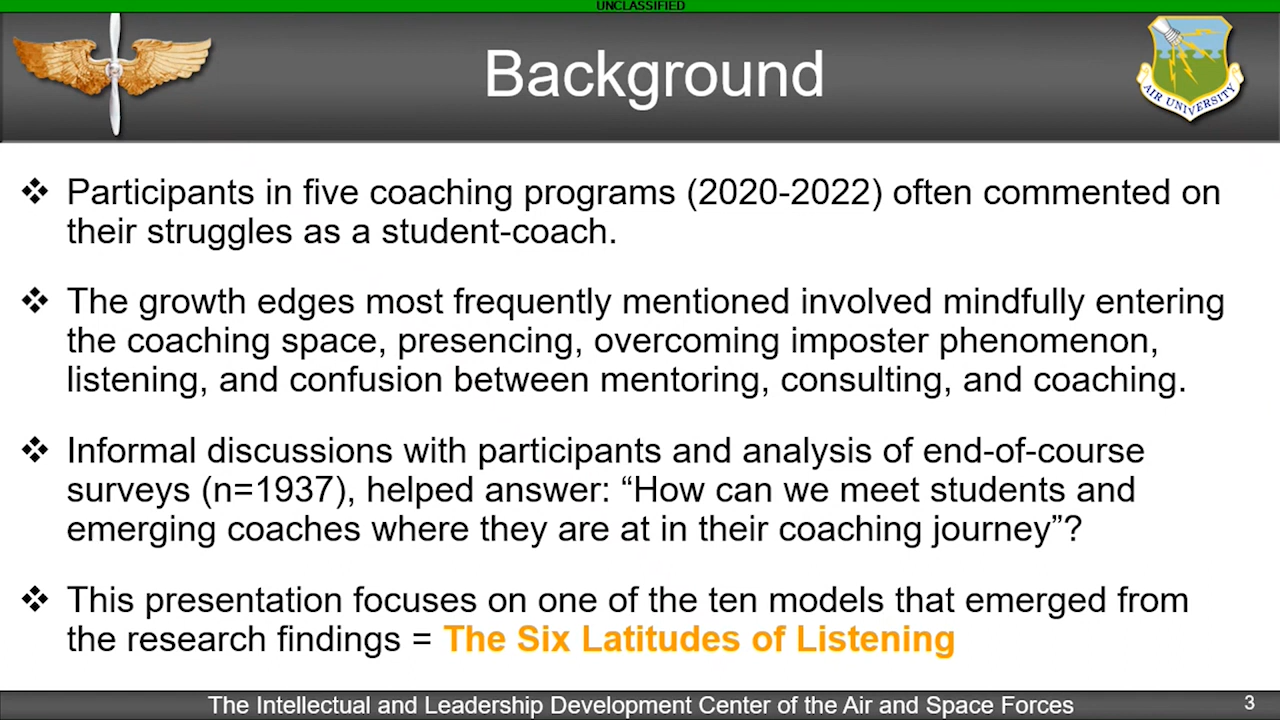 UNCLASSIFIED
Background
AIR UNIVERSITY
❖ Participants in five coaching programs (2020-2022) often commented on
their struggles as a student-coach.
❖ The growth edges most frequently mentioned involved mindfully entering
the coaching space, presencing, overcoming imposter phenomenon,
listening, and confusion between mentoring, consulting, and coaching.
❖ Informal discussions with participants and analysis of end-of-course
surveys (n=1937), helped answer: “How can we meet students and
emerging coaches where they are at in their coaching journey”?
❖ This presentation focuses on one of the ten models that emerged from
the research findings = The Six Latitudes of Listening
The Intellectual and Leadership Development Center of the Air and Space Forces
3